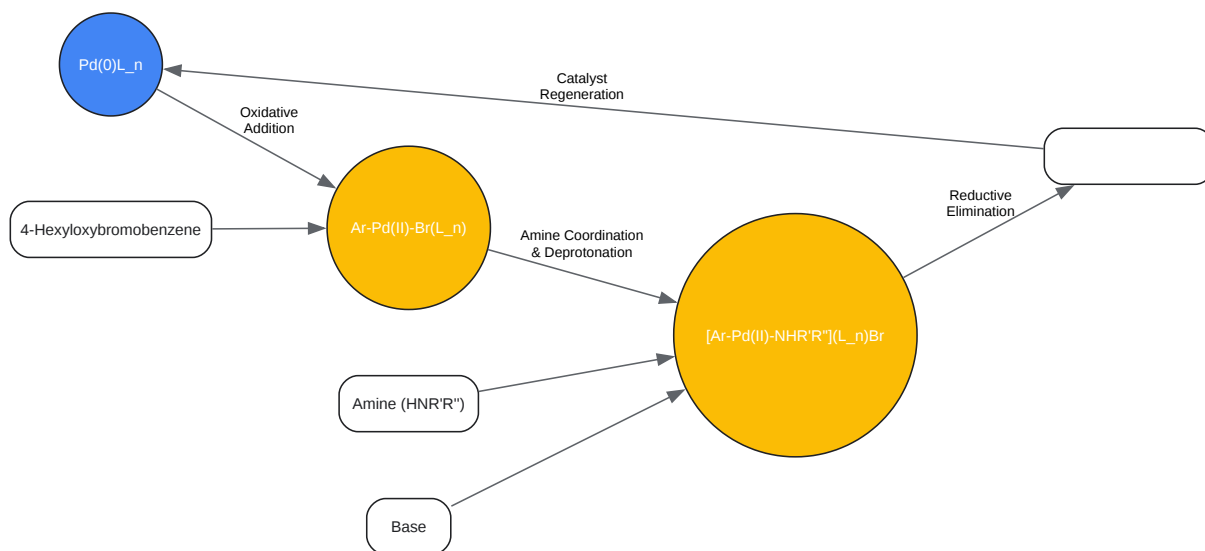 Pd(0)L_n
Catalyst
Regeneration
Oxidative
Addition
Reductive
Elimination
4-Hexyloxybromobenzene
Ar-Pd(II)-Br(L_n)
Amine Coordination
& Deprotonation
[Ar-Pd(II)-NHR'R''](L_n)Br
Amine (HNR'R'')
Base